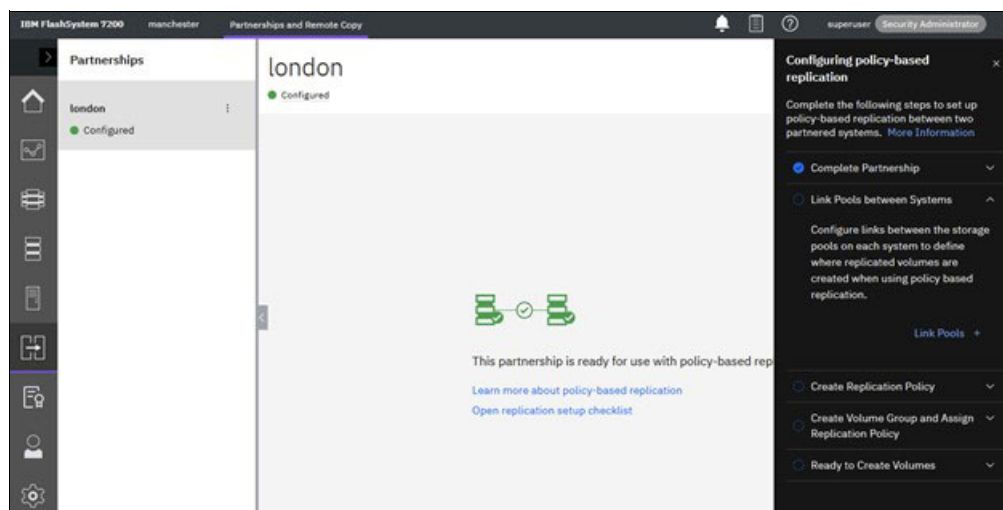 IBM FlashSystem 7200 manchester Partnerships and Remote Copy superuser Security Administrator
Partnerships
london
Configured
london
Configured
This partnership is ready for use with policy-based rep
Learn more about policy-based replication
Open replication setup checklist
Configuring policy-based
replication
Complete the following steps to set up
policy-based replication between two
partnered systems. More Information
Complete Partnership
Link Pools between Systems
Configure links between the storage
pools on each system to define
where replicated volumes are
created when using policy based
replication.
Link Pools +
Create Replication Policy
Create Volume Group and Assign
Replication Policy
Ready to Create Volumes